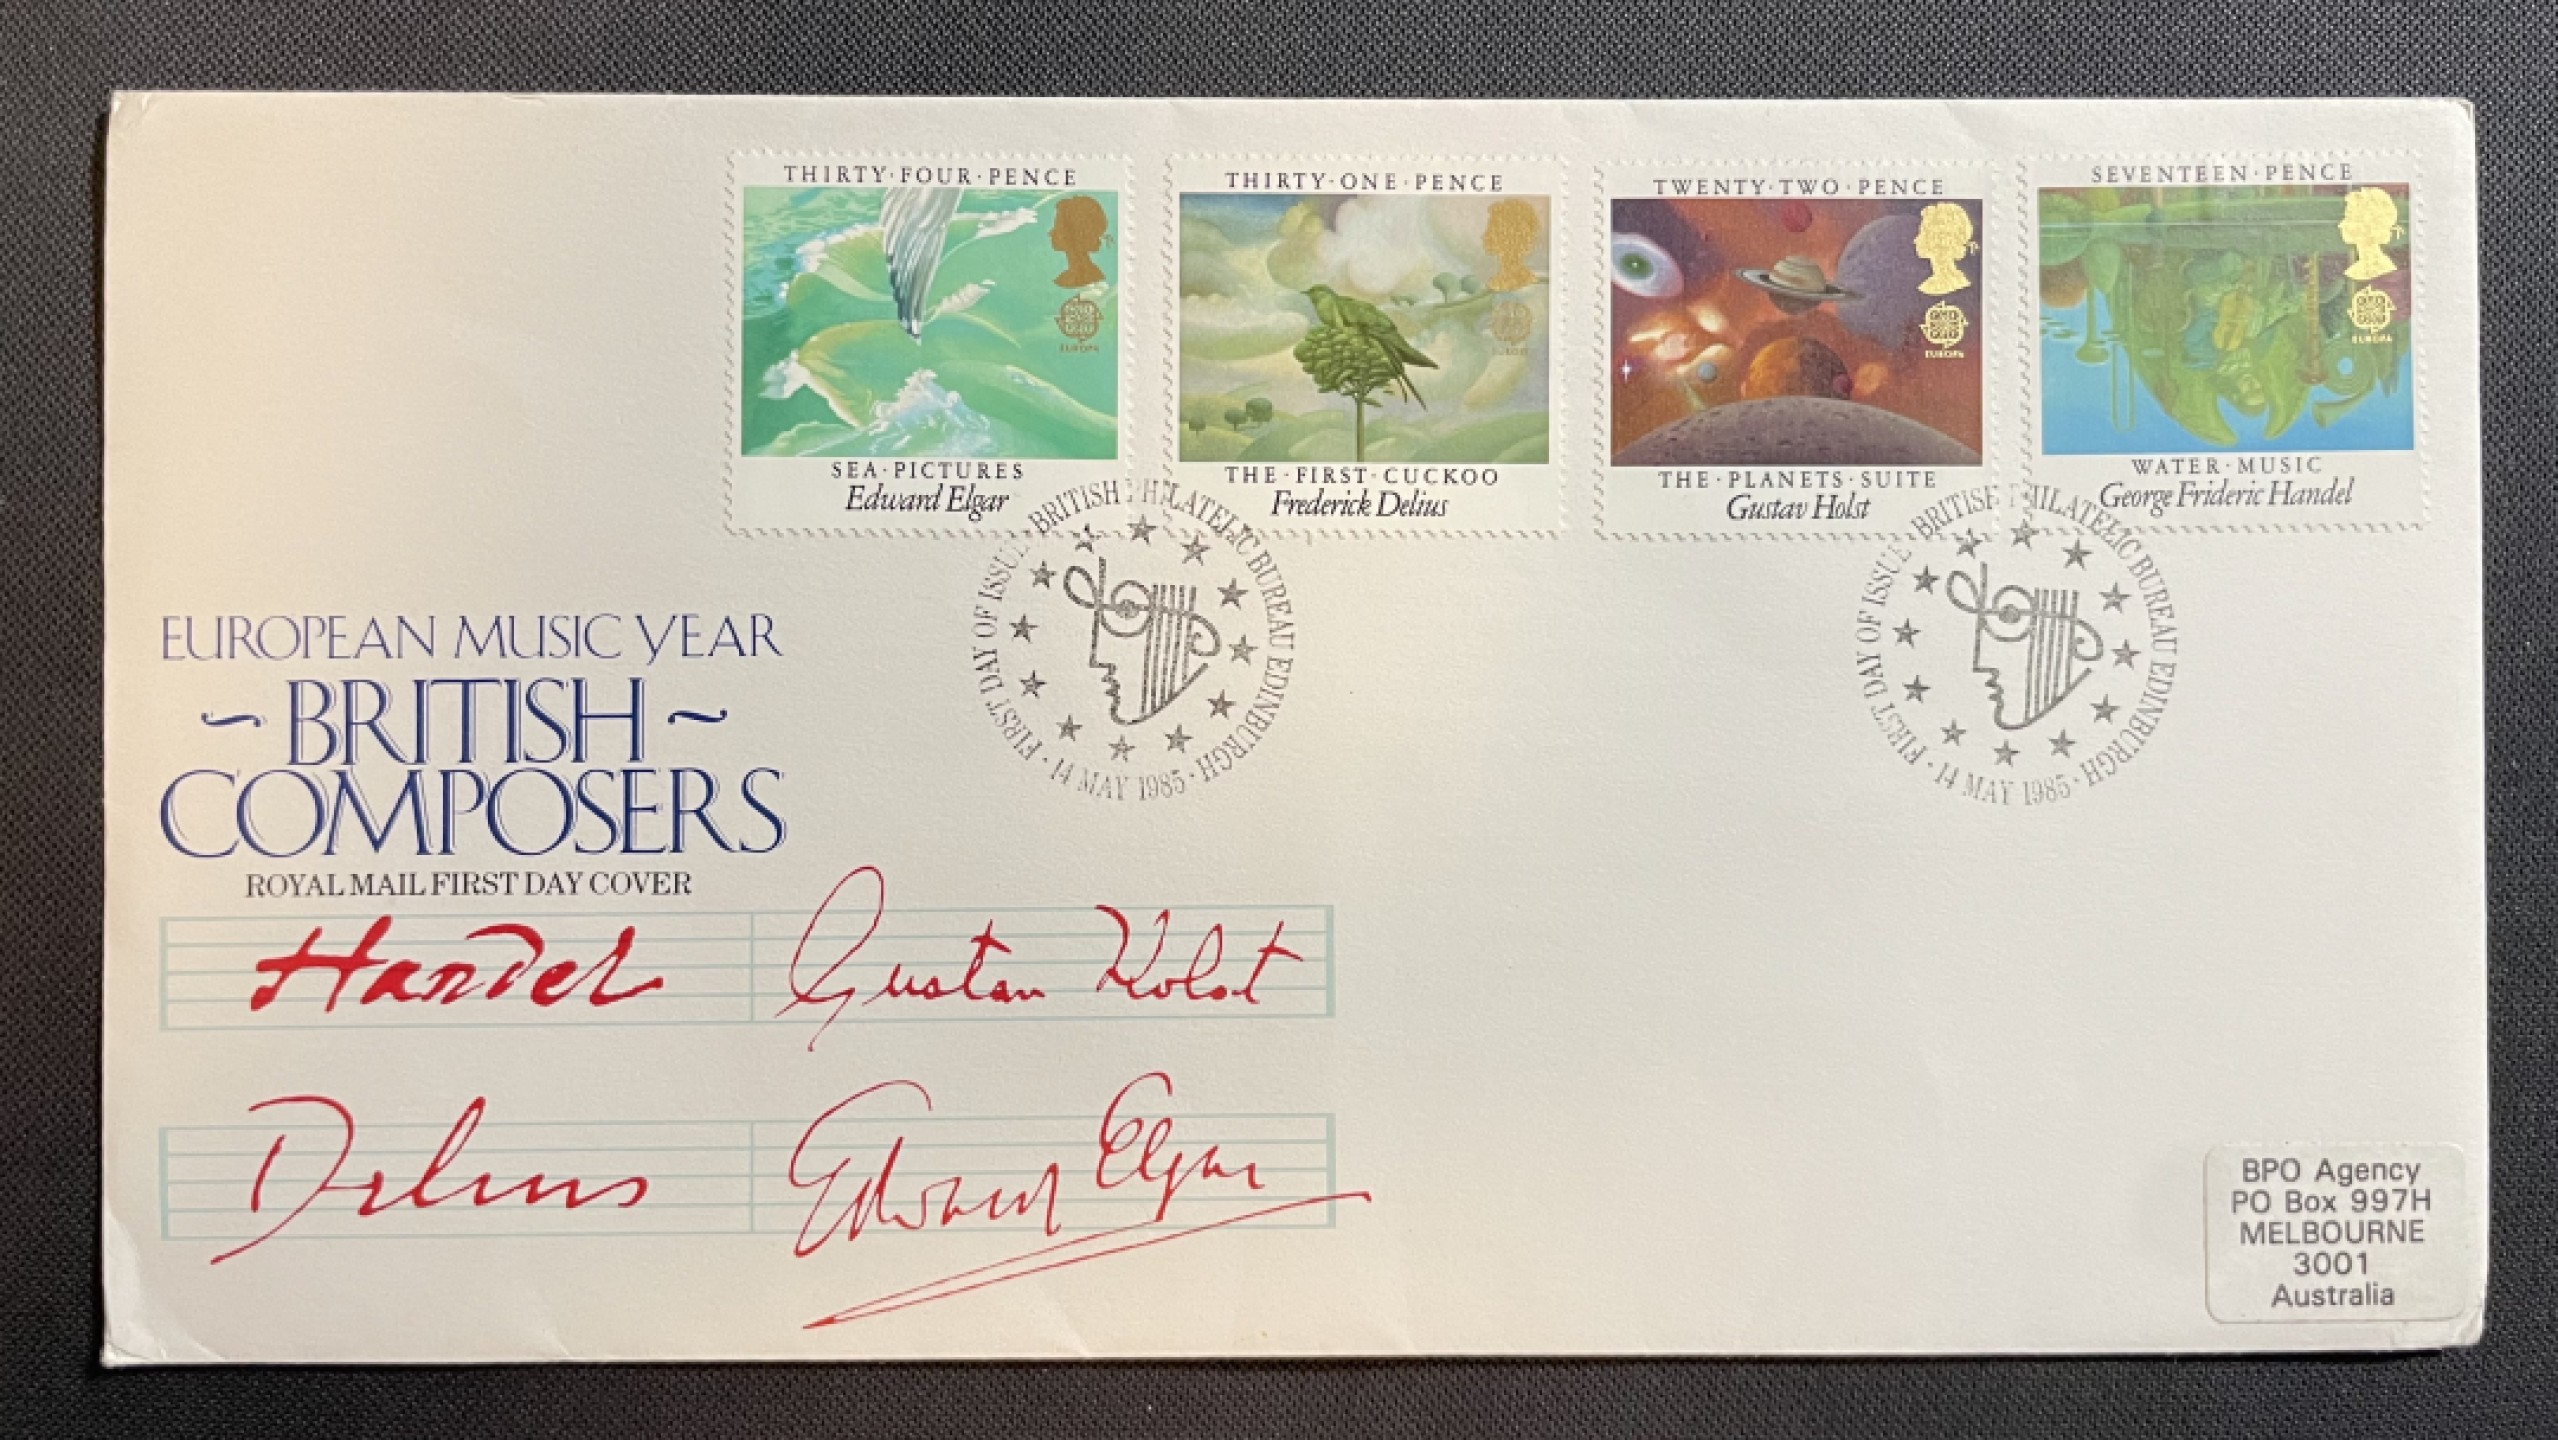 THIRTY·FOUR·PENCE
EUROPA
SEA·PICTURES
Edward Elgar
THIRTY·ONE·PENCE
EUROPA
THE·FIRST·CUCKOO
Frederick Delius
TWENTY·TWO·PENCE
EUROPA
THE·PLANETS·SUITE
Gustav Holst
SEVENTEEN·PENCE
EUROPA
WATER·MUSIC
George Frideric Handel
FIRST DAY OF ISSUE BRITISH PHILATELIC BUREAU EDINBURGH
·14 MAY 1985·
FIRST DAY OF ISSUE BRITISH PHILATELIC BUREAU EDINBURGH
·14 MAY 1985·
EUROPEAN MUSIC YEAR
~BRITISH~
COMPOSERS
ROYAL MAIL FIRST DAY COVER
Handel
Gustav Holst
Delius
Edward Elgar
BPO Agency
PO Box 997H
MELBOURNE
3001
Australia